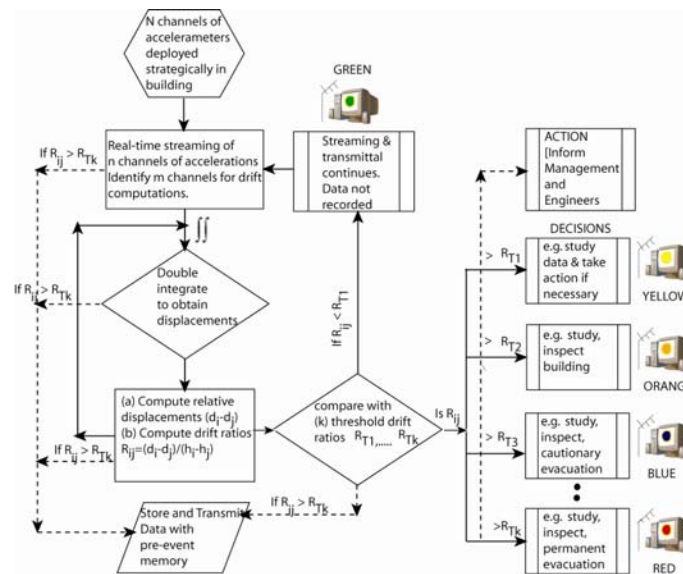 N channels of
accelerameters
deployed
strategically in
building
GREEN
Real-time streaming of
n channels of accelerations
Identify m channels for drift
computations.
Streaming &
transmittal
continues.
Data not
recorded
If Rij > RTk
∬
Double
integrate
to obtain
displacements
If Rij > RTk
If Rij < RT1
(a) Compute relative
displacements (di-dj)
(b) Compute drift ratios
Rij=(di-dj)/(hi-hj)
If Rij > RTk
compare with
(k) threshold drift
ratios RT1,..... RTk
Is Rij
If Rij > RTk
Store and Transmit
Data with
pre-event
memory
ACTION
[Inform
Management
and
Engineers
DECISIONS
> RT1
e.g. study
data & take
action if
necessary
YELLOW
> RT2
e.g. study,
inspect
building
ORANG
> RT3
e.g. study,
inspect,
cautionary
evacuation
BLUE
>RTk
e.g. study,
inspect,
permanent
evacuation
RED